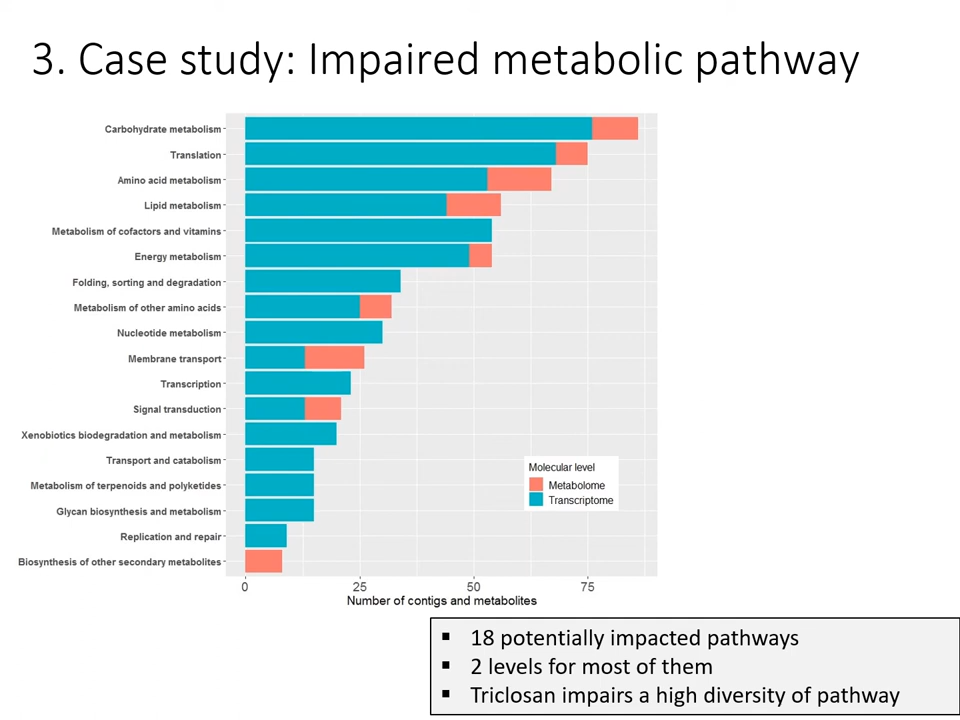 3. Case study: Impaired metabolic pathway
Carbohydrate metabolism
Translation
Amino acid metabolism
Lipid metabolism
Metabolism of cofactors and vitamins
Energy metabolism
Folding, sorting and degradation
Metabolism of other amino acids
Nucleotide metabolism
Membrane transport
Transcription
Signal transduction
Xenobiotics biodegradation and metabolism
Transport and catabolism
Metabolism of terpenoids and polyketides
Glycan biosynthesis and metabolism
Replication and repair
Biosynthesis of other secondary metabolites
Molecular level
Metabolome
Transcriptome
0 25 50 75
Number of contigs and metabolites
▪ 18 potentially impacted pathways
▪ 2 levels for most of them
▪ Triclosan impairs a high diversity of pathway